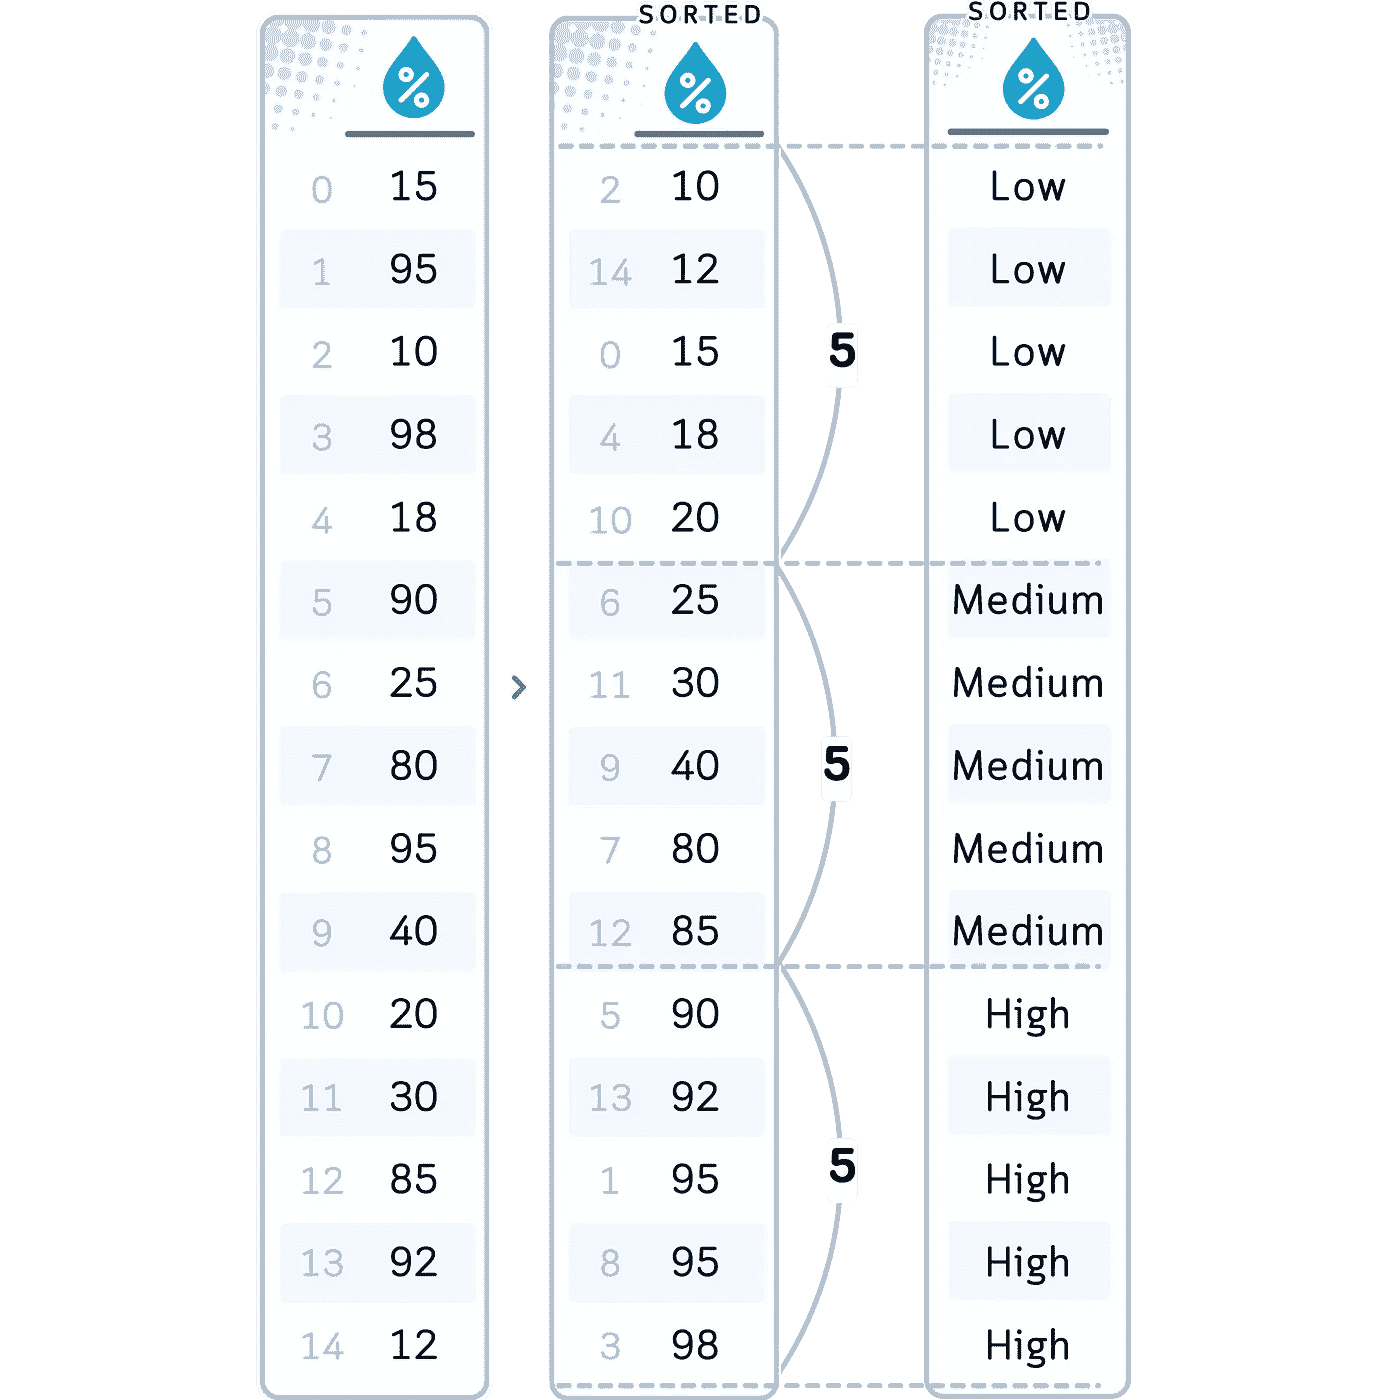 SORTED SORTED
% % %
0 15 2 10 Low
1 95 14 12 Low
2 10 0 15 5 Low
3 98 4 18 Low
4 18 10 20 Low
5 90 6 25 Medium
6 25 > 11 30 Medium
7 80 9 40 5 Medium
8 95 7 80 Medium
9 40 12 85 Medium
10 20 5 90 High
11 30 13 92 High
12 85 1 95 5 High
13 92 8 95 High
14 12 3 98 High